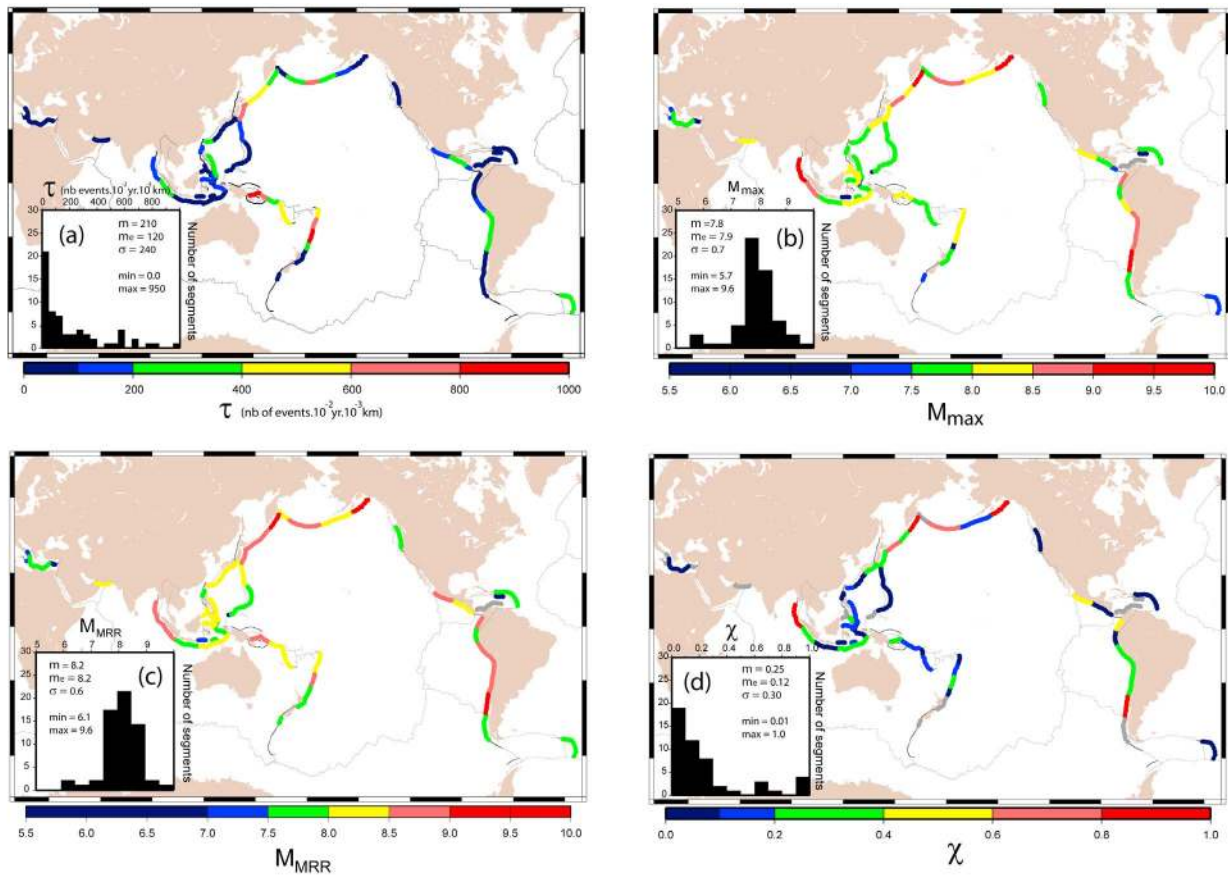 τ (nb events.10⁻²yr.10⁻³km)
0 200 400 600 800
30
25
20
15
10
5
0
(a)
m = 210
me = 120
σ = 240
min = 0.0
max = 950
Number of segments
0 200 400 600 800 1000
τ (nb of events.10⁻²yr.10⁻³km)
Mmax
5 6 7 8 9
30
25
20
15
10
5
0
m =7.8
me = 7.9
σ = 0.7
(b)
min = 5.7
max = 9.6
Number of segments
5.5 6.0 6.5 7.0 7.5 8.0 8.5 9.0 9.5 10.0
Mmax
MMRR
5 6 7 8 9
30
25
20
15
10
5
0
m = 8.2
me = 8.2
σ = 0.6
(c)
min = 6.1
max = 9.6
Number of segments
5.5 6.0 6.5 7.0 7.5 8.0 8.5 9.0 9.5 10.0
MMRR
χ
0.0 0.2 0.4 0.6 0.8 1.0
30
25
20
15
10
5
0
m = 0.25
me = 0.12
σ = 0.30
(d)
min = 0.01
max = 1.0
Number of segments
0.0 0.2 0.4 0.6 0.8 1.0
χ